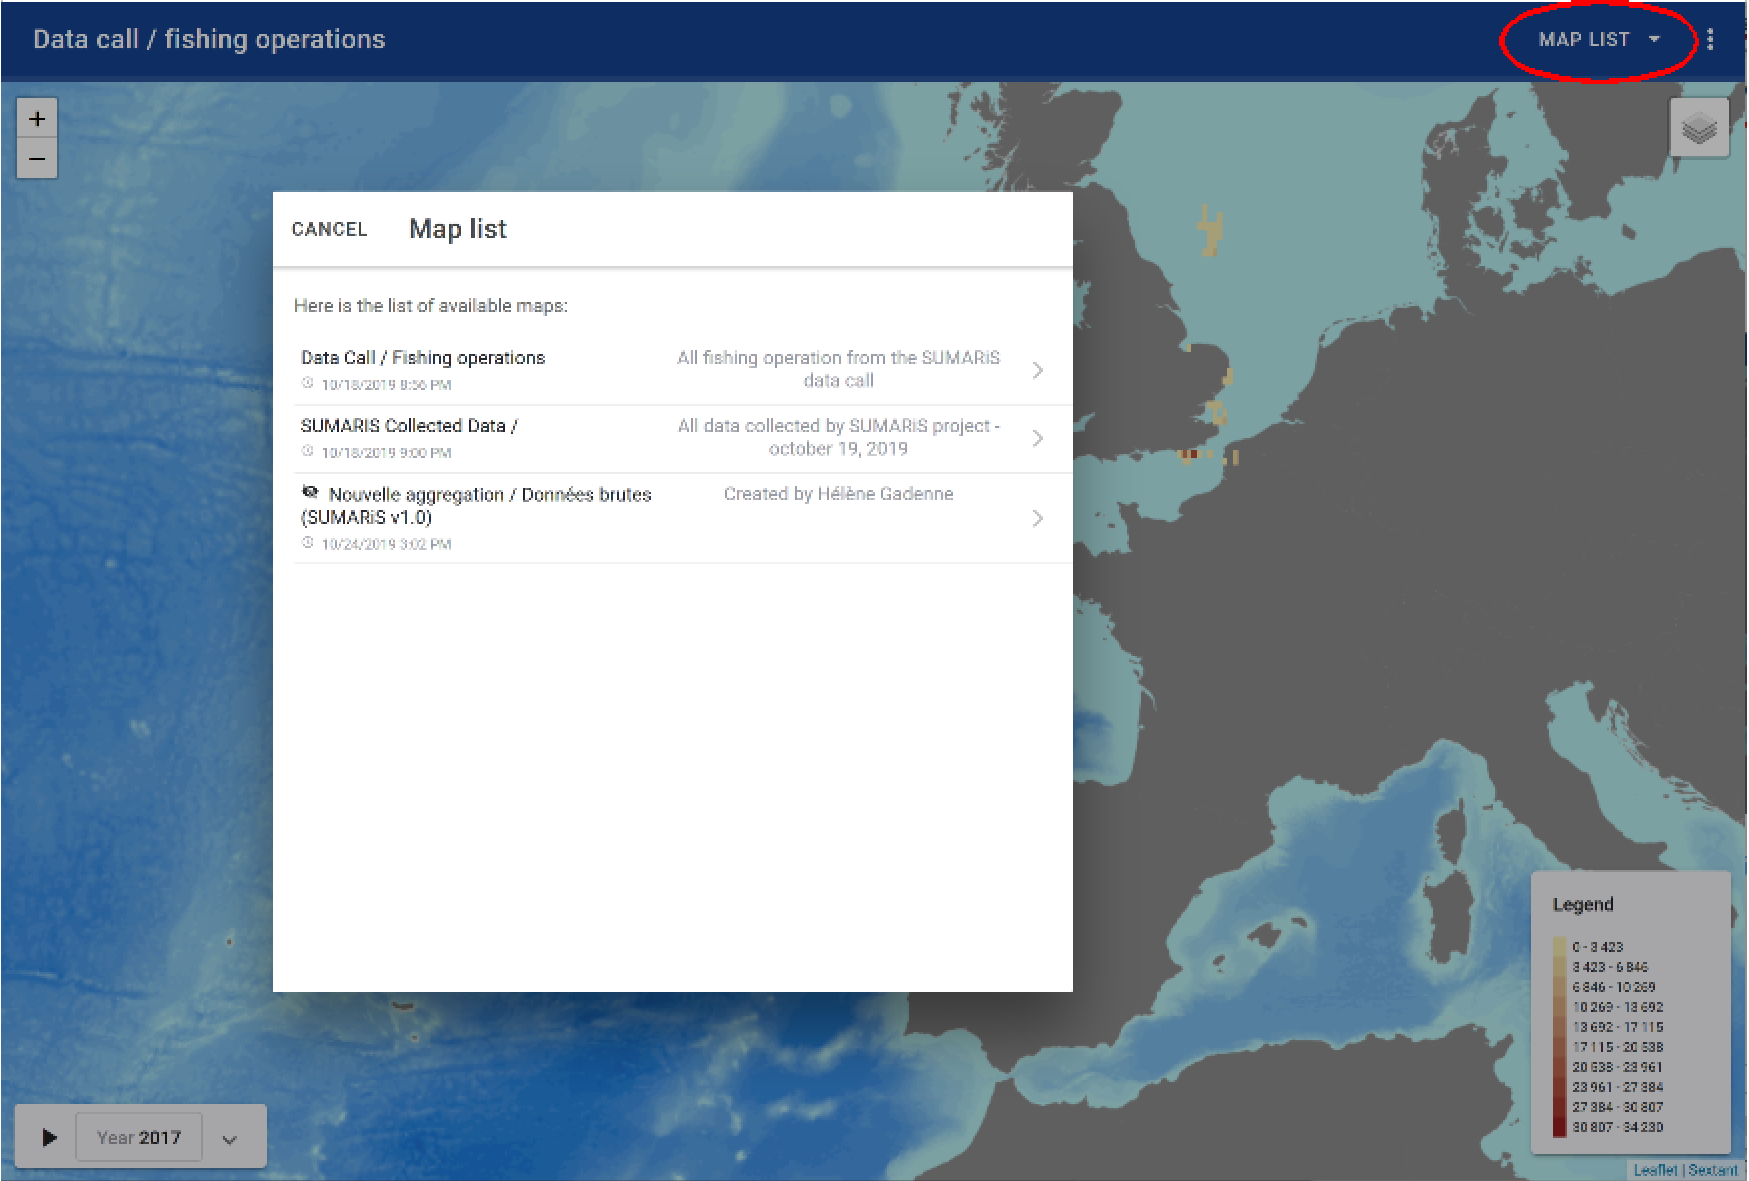 Data call / fishing operations
MAP LIST
+
−
CANCEL
Map list
Here is the list of available maps:
Data Call / Fishing operations
10/18/2019 8:56 PM
All fishing operation from the SUMARiS
data call
SUMARIS Collected Data /
10/18/2019 9:00 PM
All data collected by SUMARiS project -
october 19, 2019
Nouvelle aggregation / Données brutes
(SUMARiS v1.0)
10/24/2019 3:02 PM
Created by Hélène Gadenne
Legend
0 - 3 423
3 423 - 6 846
6 846 - 10 269
10 269 - 13 692
13 692 - 17 115
17 115 - 20 538
20 538 - 23 961
23 961 - 27 384
27 384 - 30 807
30 807 - 34 230
Year 2017
Leaflet | Sextant